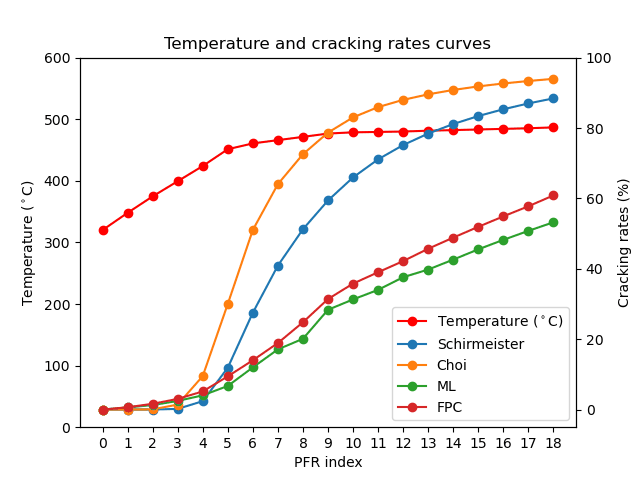 Temperature and cracking rates curves
600
500
400
300
200
100
0
Temperature (°C)
100
80
60
40
20
0
Cracking rates (%)
Temperature (°C)
Schirmeister
Choi
ML
FPC
0 1 2 3 4 5 6 7 8 9 10 11 12 13 14 15 16 17 18
PFR index